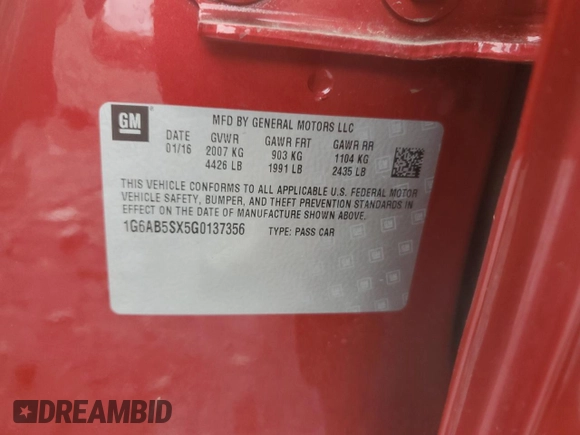 GM
MFD BY GENERAL MOTORS LLC
DATE GVWR GAWR FRT GAWR RR
01/16 2007 KG 903 KG 1104 KG
4426 LB 1991 LB 2435 LB
THIS VEHICLE CONFORMS TO ALL APPLICABLE U.S. FEDERAL MOTOR
VEHICLE SAFETY, BUMPER, AND THEFT PREVENTION STANDARDS IN
EFFECT ON THE DATE OF MANUFACTURE SHOWN ABOVE.
1G6AB5SX5G0137356 TYPE: PASS CAR
DREAMBID